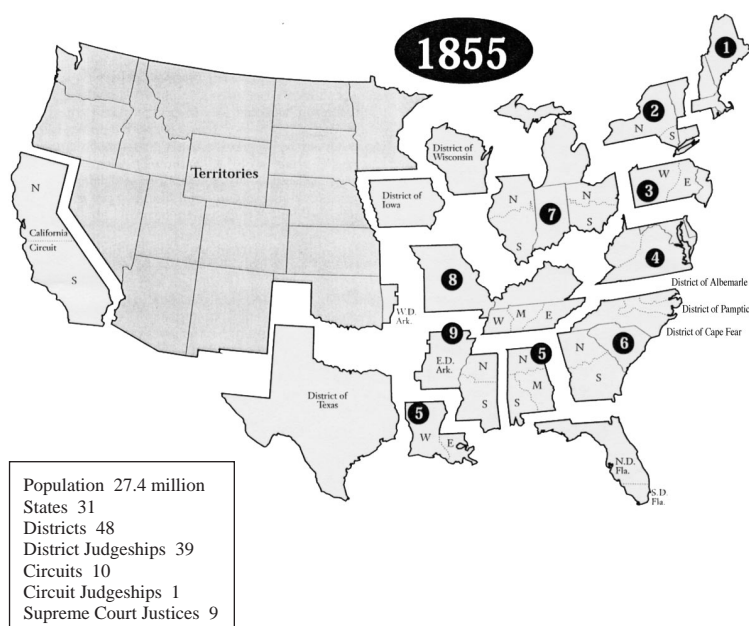 1855
1
2
N
S
District of
Wisconsin
N
S
W
E
3
Territories
District of
Iowa
N
S
7
N
S
N
California
Circuit
S
4
8
District of Albemarle
W.D.
Ark.
W
M
E
District of Pamptic
District of Cape Fear
9
E.D.
Ark.
N
S
N
M
S
5
N
S
6
District of
Texas
5
W
E
N.D.
Fla.
S.D.
Fla.
Population 27.4 million
States 31
Districts 48
District Judgeships 39
Circuits 10
Circuit Judgeships 1
Supreme Court Justices 9